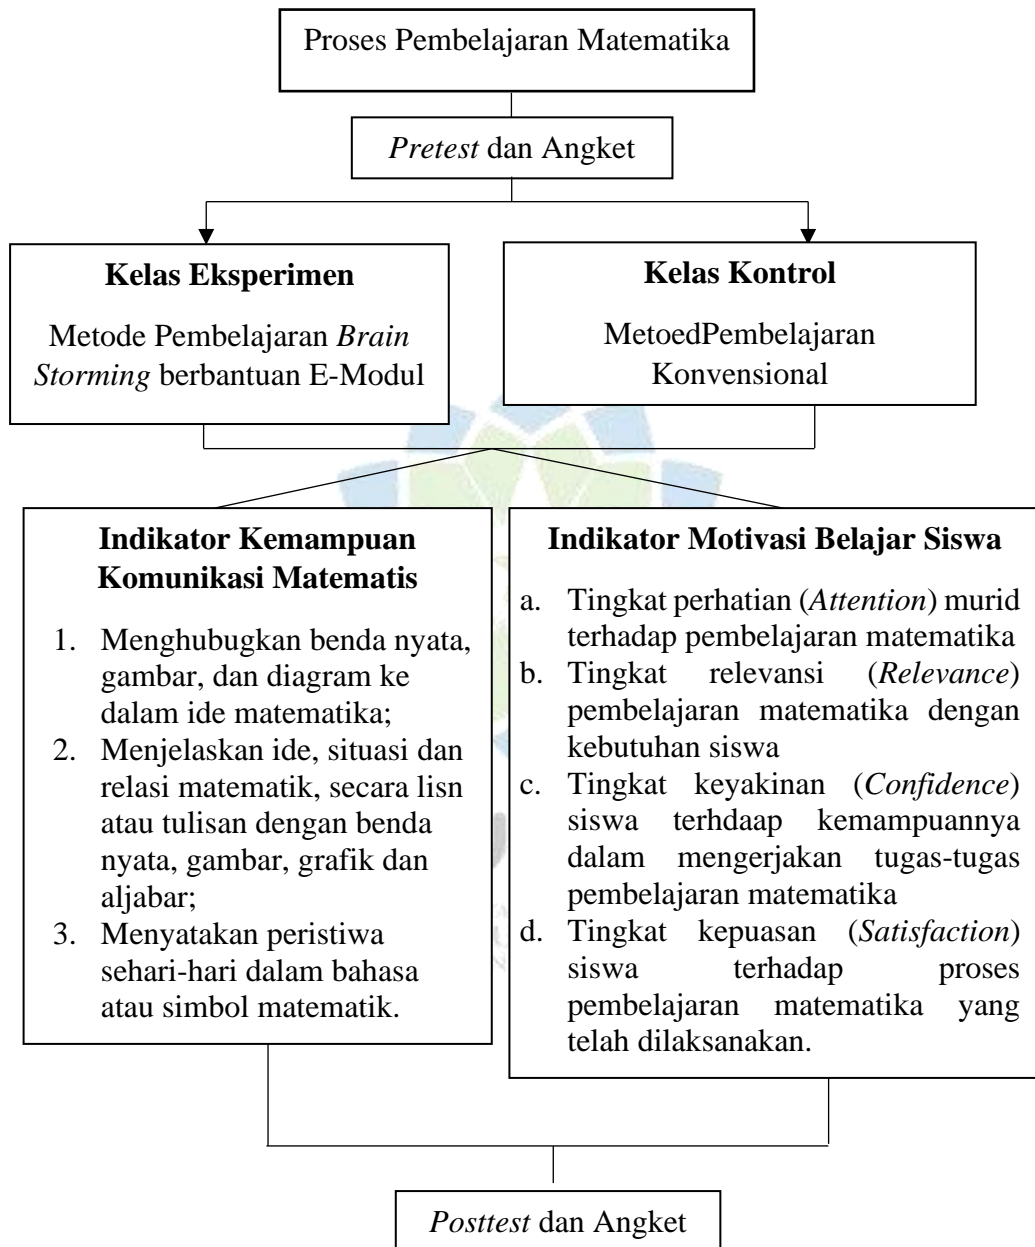 Proses Pembelajaran Matematika
Pretest dan Angket
Kelas Eksperimen
Metode Pembelajaran Brain
Storming berbantuan E-Modul
Kelas Kontrol
MetoedPembelajaran
Konvensional
Indikator Kemampuan
Komunikasi Matematis
1. Menghubugkan benda nyata,
gambar, dan diagram ke
dalam ide matematika;
2. Menjelaskan ide, situasi dan
relasi matematik, secara lisn
atau tulisan dengan benda
nyata, gambar, grafik dan
aljabar;
3. Menyatakan peristiwa
sehari-hari dalam bahasa
atau simbol matematik.
Indikator Motivasi Belajar Siswa
a. Tingkat perhatian (Attention) murid
terhadap pembelajaran matematika
b. Tingkat relevansi (Relevance)
pembelajaran matematika dengan
kebutuhan siswa
c. Tingkat keyakinan (Confidence)
siswa terhdaap kemampuannya
dalam mengerjakan tugas-tugas
pembelajaran matematika
d. Tingkat kepuasan (Satisfaction)
siswa terhadap proses
pembelajaran matematika yang
telah dilaksanakan.
Posttest dan Angket